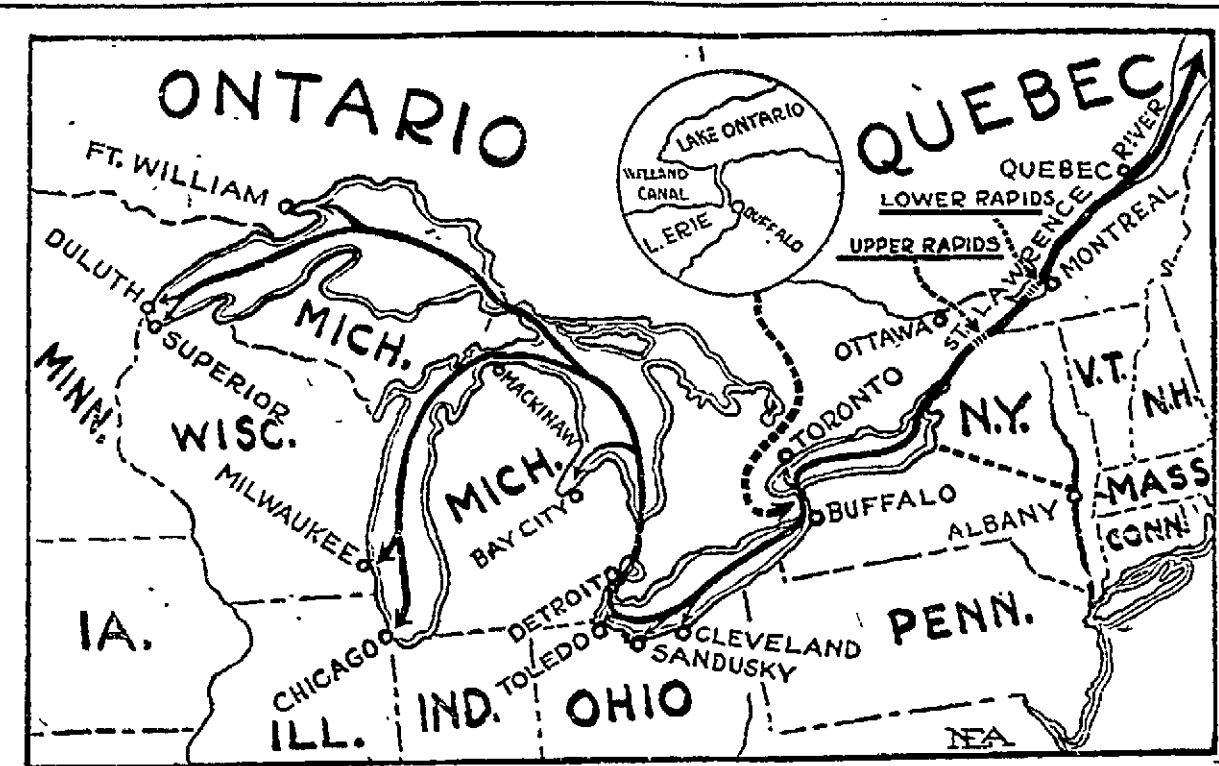 ONTARIO
QUEBEC
FT. WILLIAM
LAKE ONTARIO
WELLAND
CANAL
L. ERIE
BUFFALO
QUEBEC
RIVER
LOWER RAPIDS
UPPER RAPIDS
ST. LAWRENCE
MONTREAL
DULUTH
SUPERIOR
MICH.
MINN.
WISC.
MACKINAW
OTTAWA
TORONTO
N.Y.
V.T.
N.H.
MICH.
MILWAUKEE
BAY CITY
BUFFALO
ALBANY
MASS
CONN.
IA.
DETROIT
PENN.
CHICAGO
TOLEDO
CLEVELAND
SANDUSKY
ILL.
IND.
OHIO
NEA